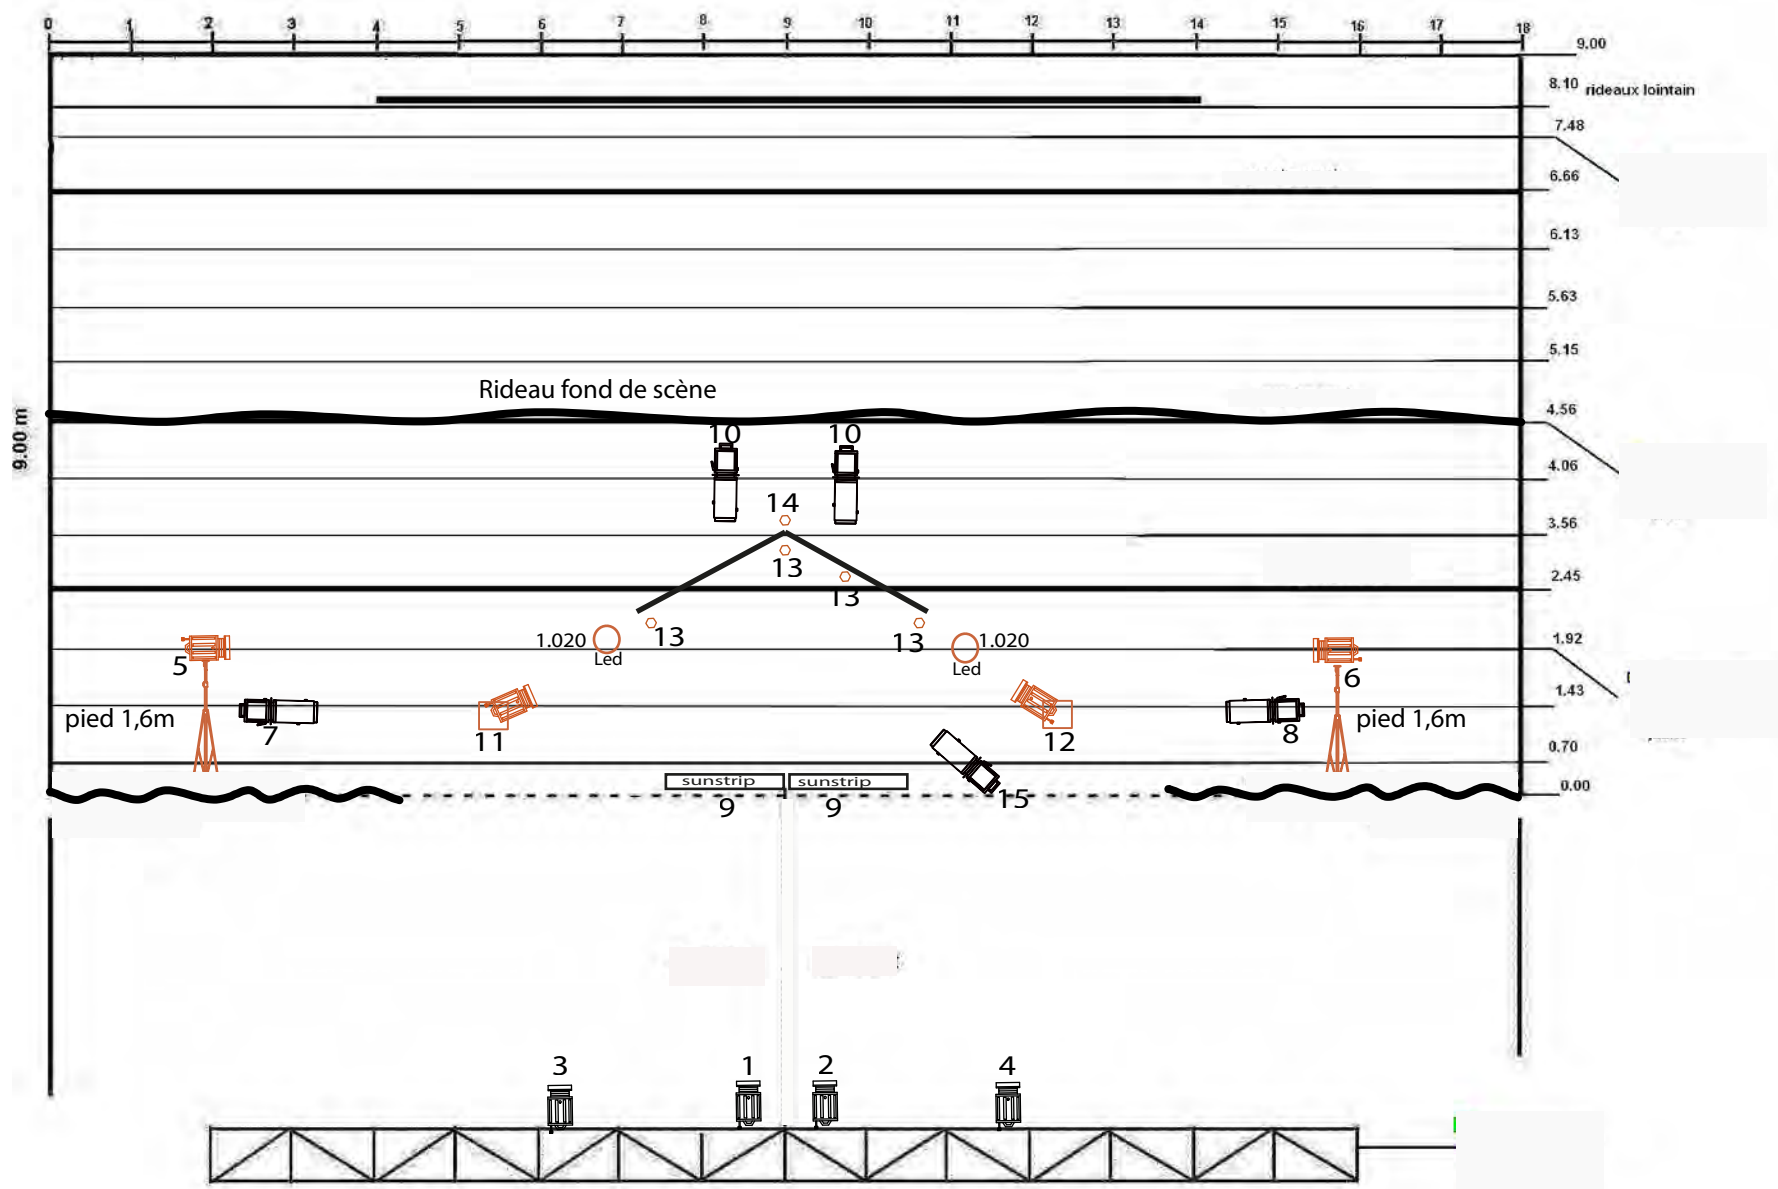 0 1 2 3 4 5 6 7 8 9 10 11 12 13 14 15 16 17 18
9.00
8.10 rideaux lointain
7.48
6.66
6.13
5.63
5.15
Rideau fond de scène
4.56
9.00 m
10 10
4.06
14
3.56
13
2.45
13
13 13
1.020 1.020
Led Led
1.92
5 6
1.43
pied 1,6m pied 1,6m
7 8
11 12
0.70
sunstrip sunstrip
0.00
9 9 15
3 1 2 4